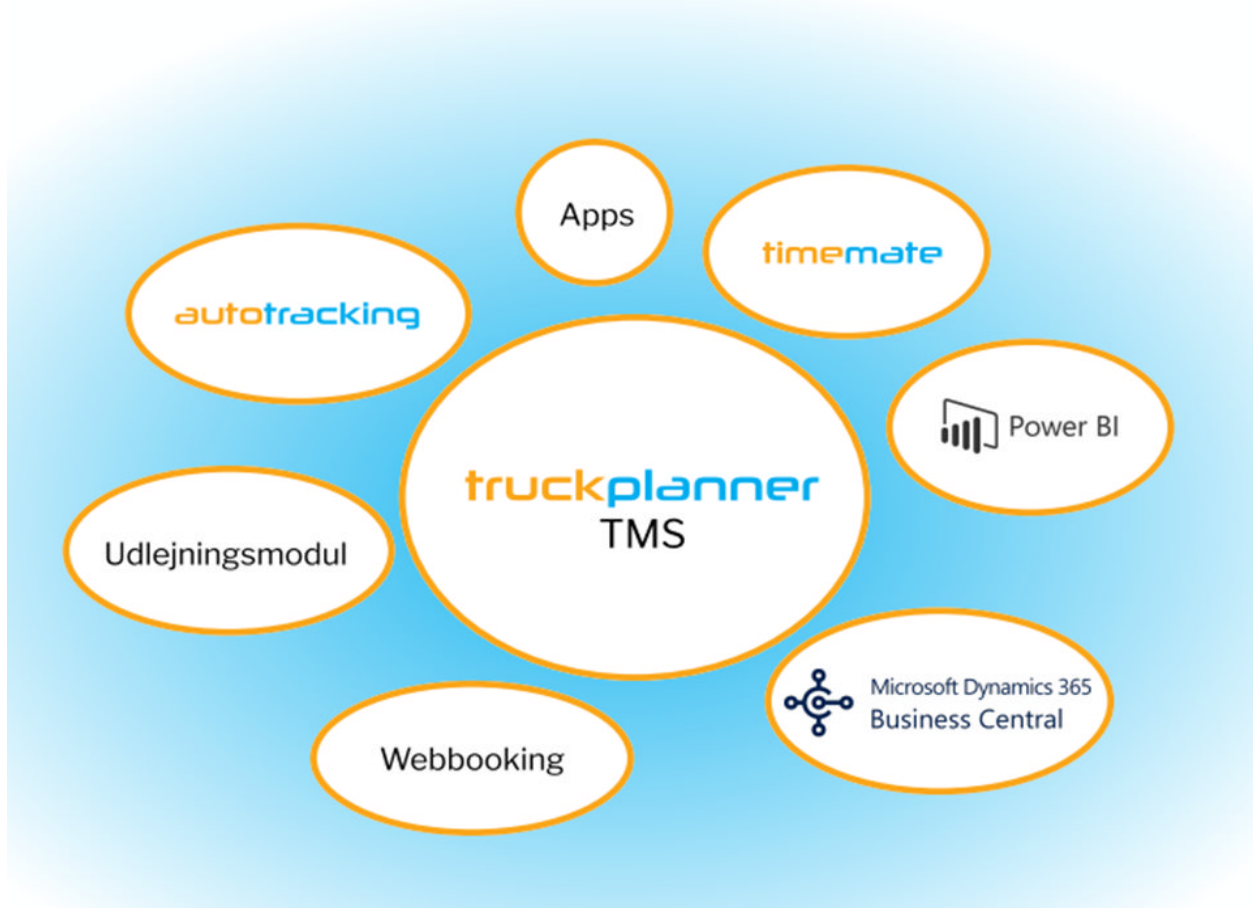 Apps
timemate
autotracking
Power BI
truckplanner
TMS
Udlejningsmodul
Microsoft Dynamics 365
Business Central
Webbooking